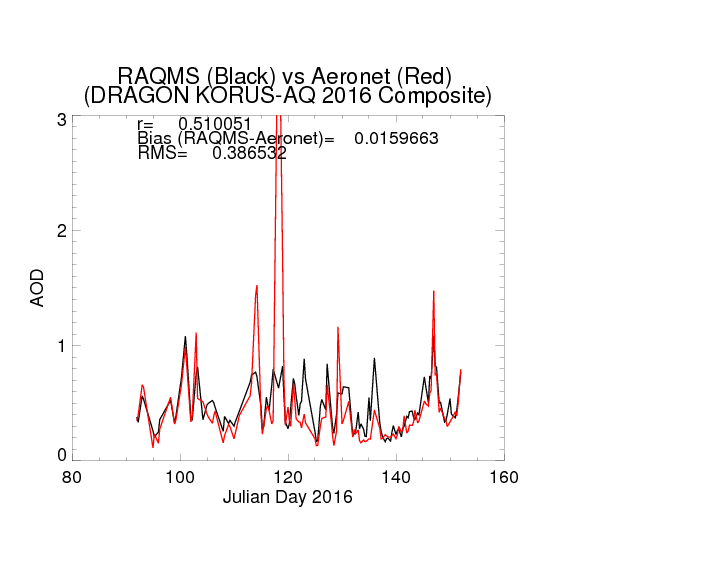 RAQMS (Black) vs Aeronet (Red)
(DRAGON KORUS-AQ 2016 Composite)
r= 0.510051
Bias (RAQMS-Aeronet)= 0.0159663
RMS= 0.386532
3
2
1
0
AOD
80 100 120 140 160
Julian Day 2016